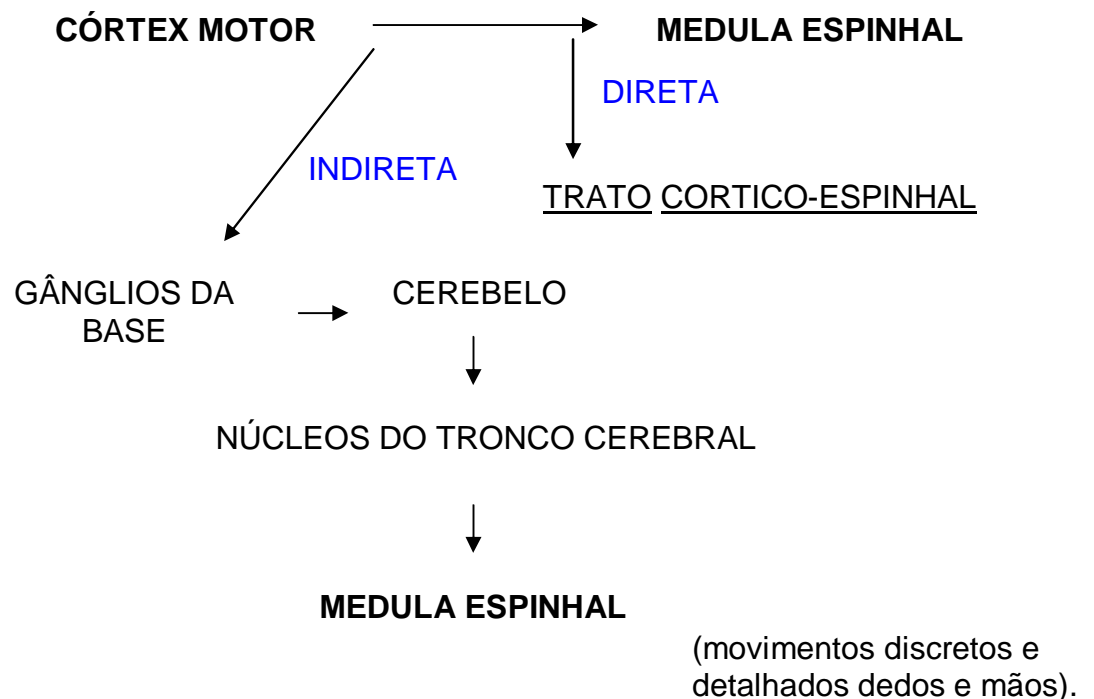 CÓRTEX MOTOR
MEDULA ESPINHAL
DIRETA
INDIRETA
TRATO CORTICO-ESPINHAL
GÂNGLIOS DA
BASE
CEREBELO
NÚCLEOS DO TRONCO CEREBRAL
MEDULA ESPINHAL
(movimentos discretos e
detalhados dedos e mãos).